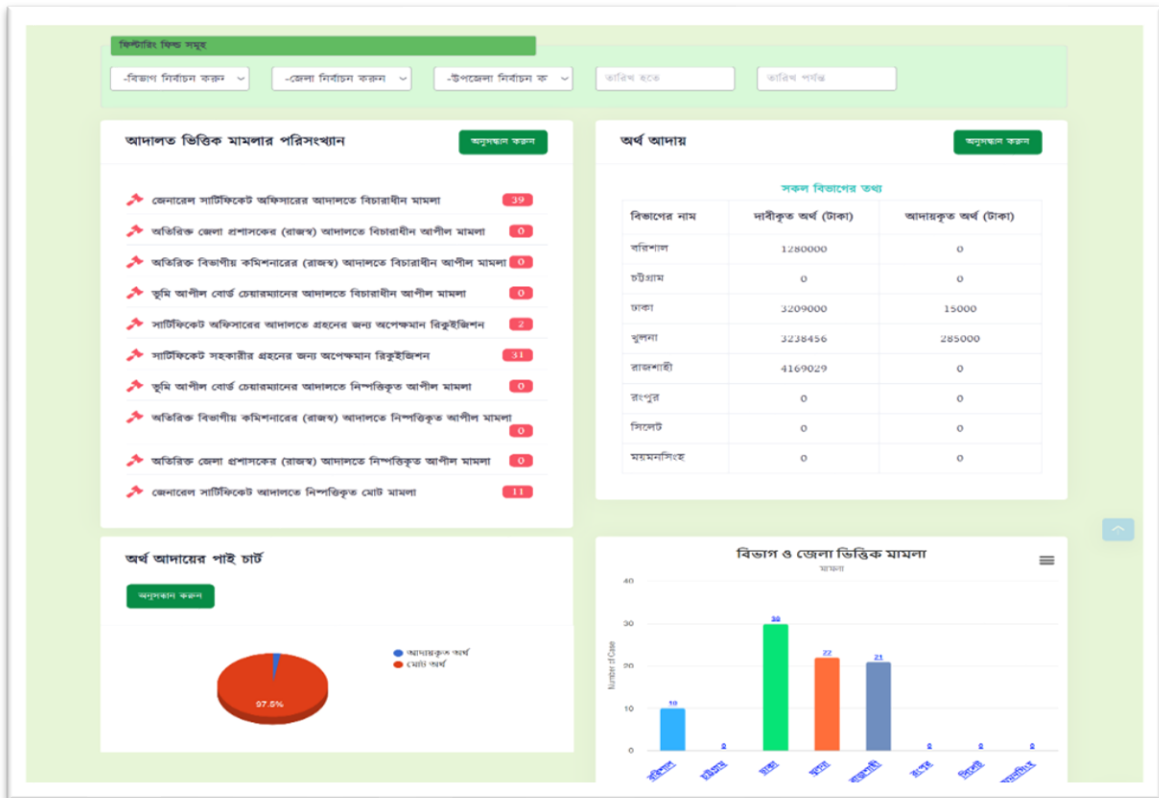 ফিল্টারিং ফিল্ড সমূহ
-বিভাগ নির্বাচন করুন
-জেলা নির্বাচন করুন
-উপজেলা নির্বাচন ক
তারিখ হতে
তারিখ পর্যন্ত
আদালত ভিত্তিক মামলার পরিসংখ্যান
অনুসন্ধান করুন
জেনারেল সার্টিফিকেট অফিসারের আদালতে বিচারাধীন মামলা 39
অতিরিক্ত জেলা প্রশাসকের (রাজস্ব) আদালতে বিচারাধীন আপীল মামলা 0
অতিরিক্ত বিভাগীয় কমিশনারের (রাজস্ব) আদালতে বিচারাধীন আপীল মামলা 0
ভূমি আপীল বোর্ড চেয়ারম্যানের আদালতে বিচারাধীন আপীল মামলা 0
সার্টিফিকেট অফিসারের আদালতে গ্রহনের জন্য অপেক্ষমান রিকুইজিশন 2
সার্টিফিকেট সহকারীর গ্রহনের জন্য অপেক্ষমান রিকুইজিশন 31
ভূমি আপীল বোর্ড চেয়ারম্যানের আদালতে নিষ্পত্তিকৃত আপীল মামলা 0
অতিরিক্ত বিভাগীয় কমিশনারের (রাজস্ব) আদালতে নিষ্পত্তিকৃত আপীল মামলা
0
অতিরিক্ত জেলা প্রশাসকের (রাজস্ব) আদালতে নিষ্পত্তিকৃত আপীল মামলা 0
জেনারেল সার্টিফিকেট আদালতে নিষ্পত্তিকৃত মোট মামলা 11
অর্থ আদায়
অনুসন্ধান করুন
সকল বিভাগের তথ্য
বিভাগের নাম দাবীকৃত অর্থ (টাকা) আদায়কৃত অর্থ (টাকা)
বরিশাল 1280000 0
চট্টগ্রাম 0 0
ঢাকা 3209000 15000
খুলনা 3238456 285000
রাজশাহী 4169029 0
রংপুর 0 0
সিলেট 0 0
ময়মনসিংহ 0 0
অর্থ আদায়ের পাই চার্ট
অনুসন্ধান করুন
আদায়কৃত অর্থ
মোট অর্থ
97.5%
বিভাগ ও জেলা ভিত্তিক মামলা
মামলা
Number of Case
40
30
20
10
0
10
0
30
22
21
0
0
0
বরিশাল
চট্টগ্রাম
ঢাকা
খুলনা
রাজশাহী
রংপুর
সিলেট
য়মনসিংহ